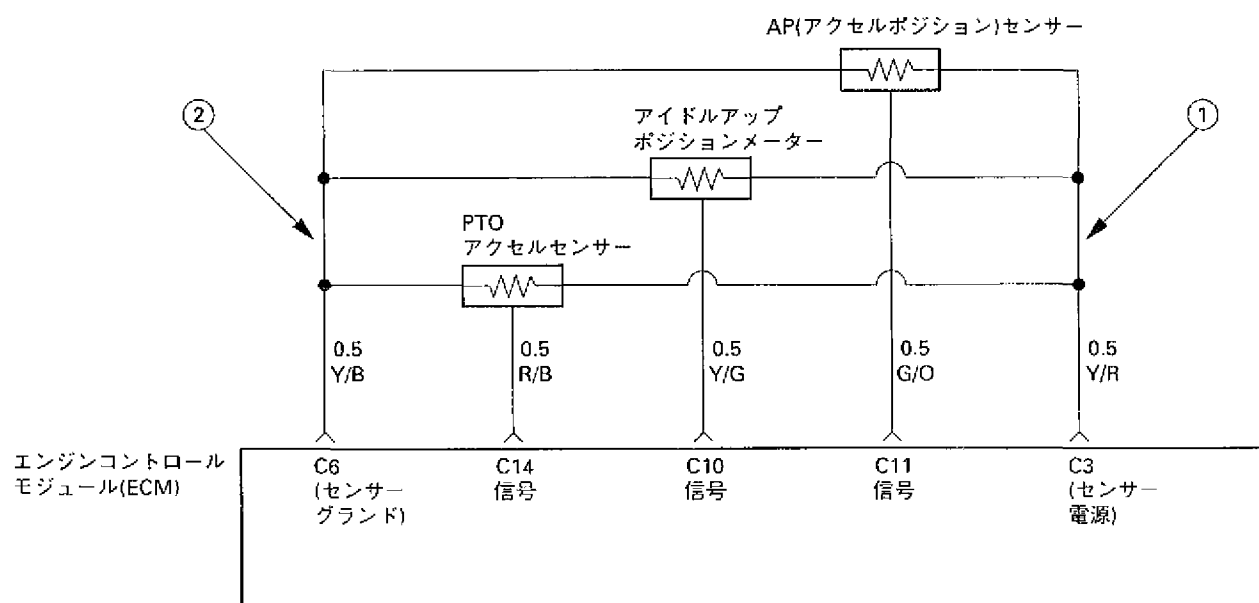 AP(アクセルポジション)センサー
②
アイドルアップ
ポジションメーター
①
PTO
アクセルセンサー
0.5
Y/B
0.5
R/B
0.5
Y/G
0.5
G/O
0.5
Y/R
エンジンコントロール
モジュール(ECM)
C6
(センサー
グランド)
C14
信号
C10
信号
C11
信号
C3
(センサー
電源)